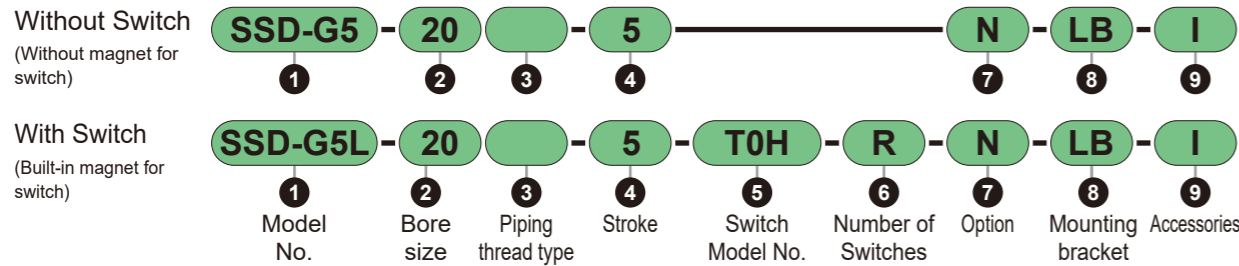 Without Switch
(Without magnet for
switch)
SSD-G5 - 20 - 5 N - LB - I
1 2 3 4 7 8 9
With Switch
(Built-in magnet for
switch)
SSD-G5L - 20 - 5 - T0H - R - N - LB - I
1 2 3 4 5 6 7 8 9
Model
No.
Bore
size
Piping
thread type
Stroke
Switch
Model No.
Number of
Switches
Option
Mounting
bracket
Accessories